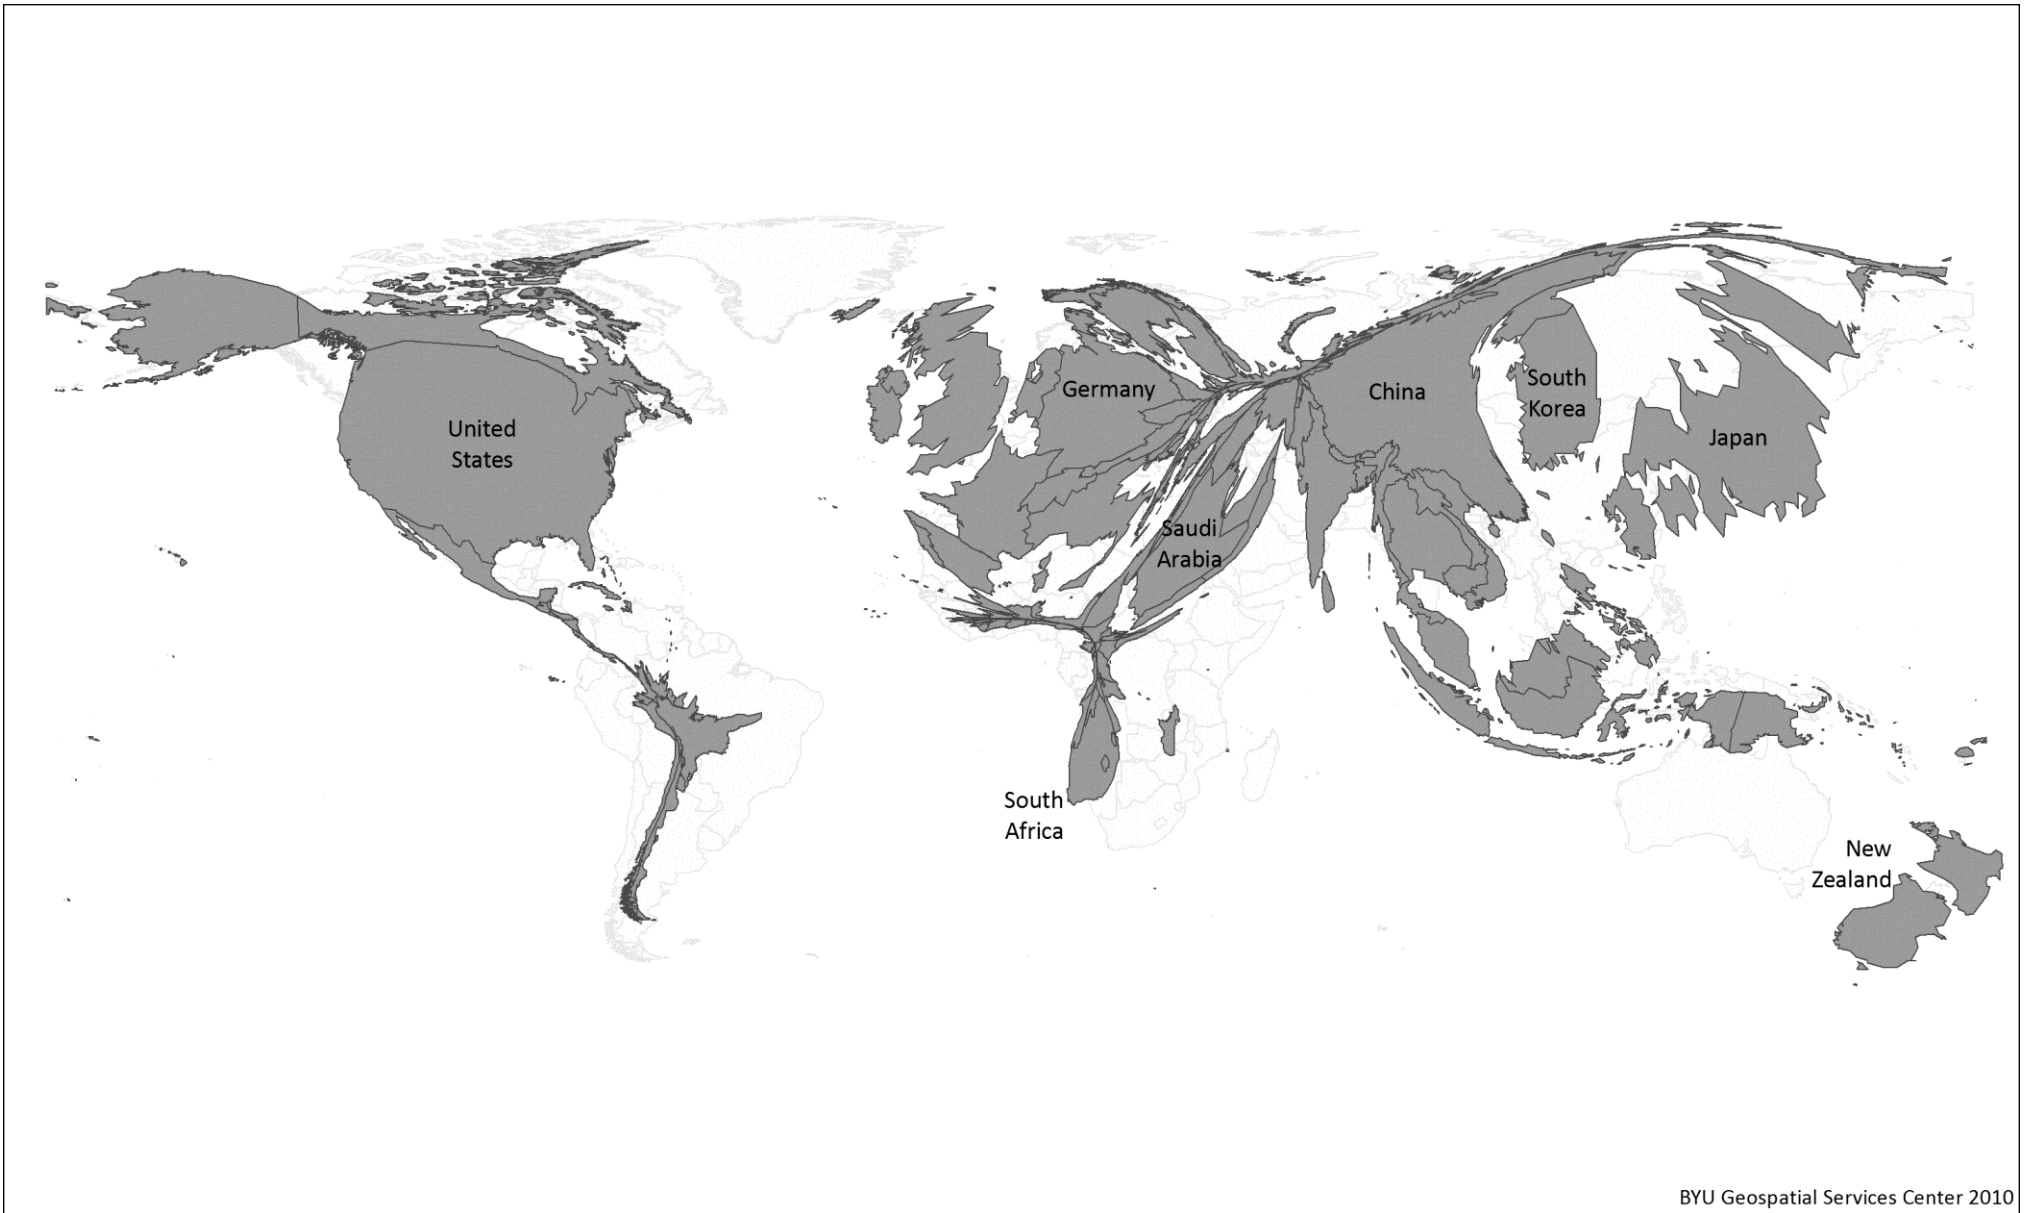 Germany
China
South
Korea
United
States
Japan
Saudi
Arabia
South
Africa
New
Zealand
BYU Geospatial Services Center 2010